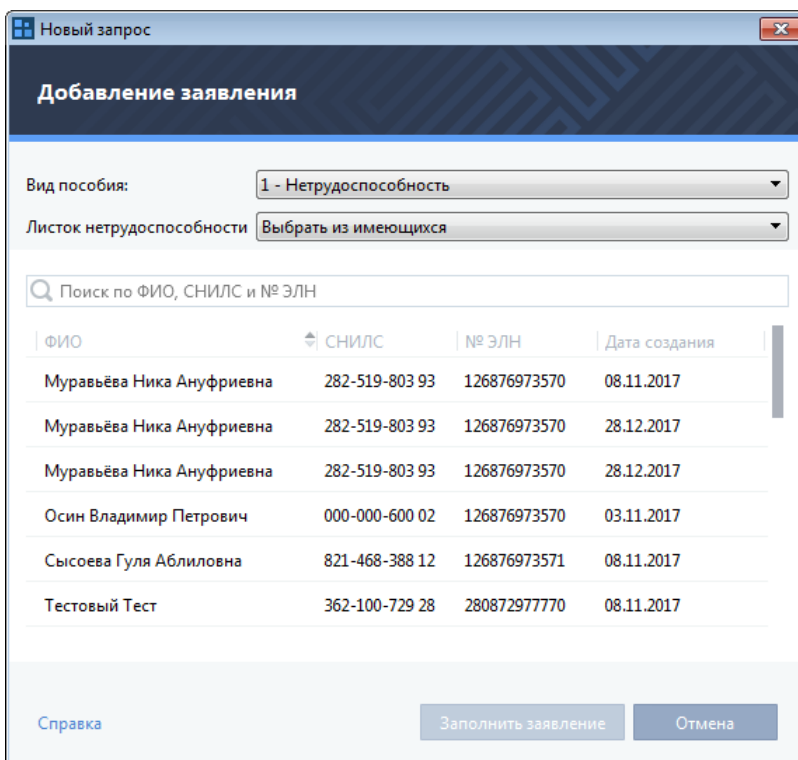 Новый запрос
Добавление заявления
Вид пособия: 1 - Нетрудоспособность
Листок нетрудоспособности Выбрать из имеющихся
Поиск по ФИО, СНИЛС и № ЭЛН
ФИО СНИЛС № ЭЛН Дата создания
Муравьёва Ника Ануфриевна 282-519-803 93 126876973570 08.11.2017
Муравьёва Ника Ануфриевна 282-519-803 93 126876973570 28.12.2017
Муравьёва Ника Ануфриевна 282-519-803 93 126876973570 28.12.2017
Осин Владимир Петрович 000-000-600 02 126876973570 03.11.2017
Сысоева Гуля Аблиловна 821-468-388 12 126876973571 08.11.2017
Тестовый Тест 362-100-729 28 280872977770 08.11.2017
Справка Заполнить заявление Отмена